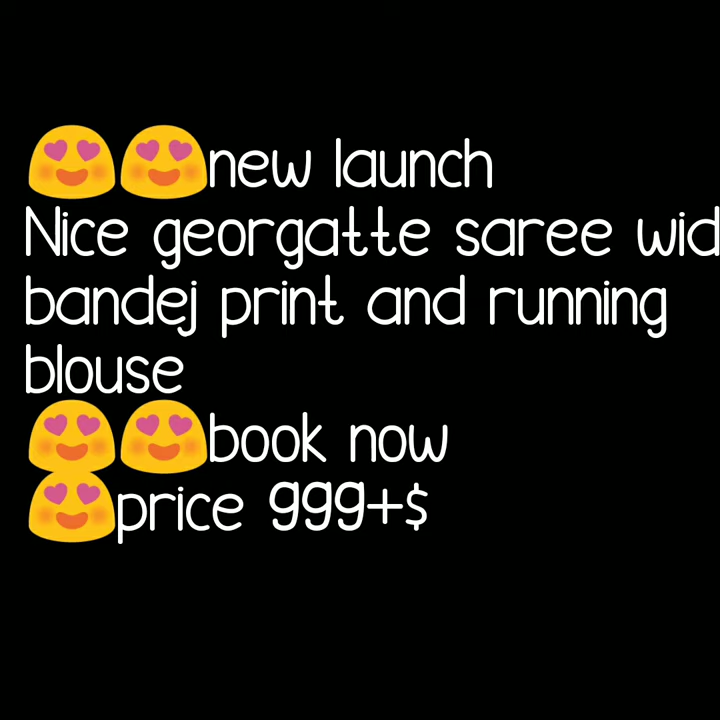 😍😍new launch
Nice georgatte saree wid
bandej print and running
blouse
😍😍book now
😍price 999+$